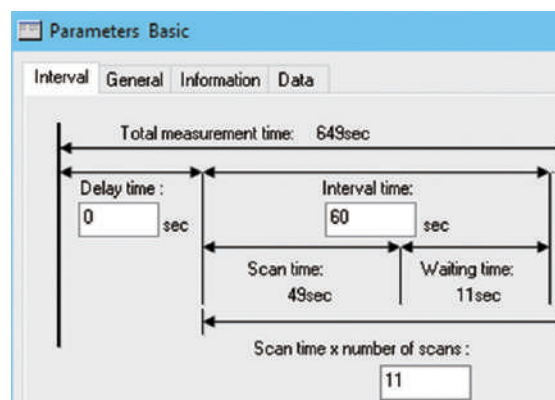 Parameters Basic
Interval General Information Data
Total measurement time: 649sec
Delay time : Interval time:
0 sec 60 sec
Scan time: Waiting time:
49sec 11sec
Scan time x number of scans :
11